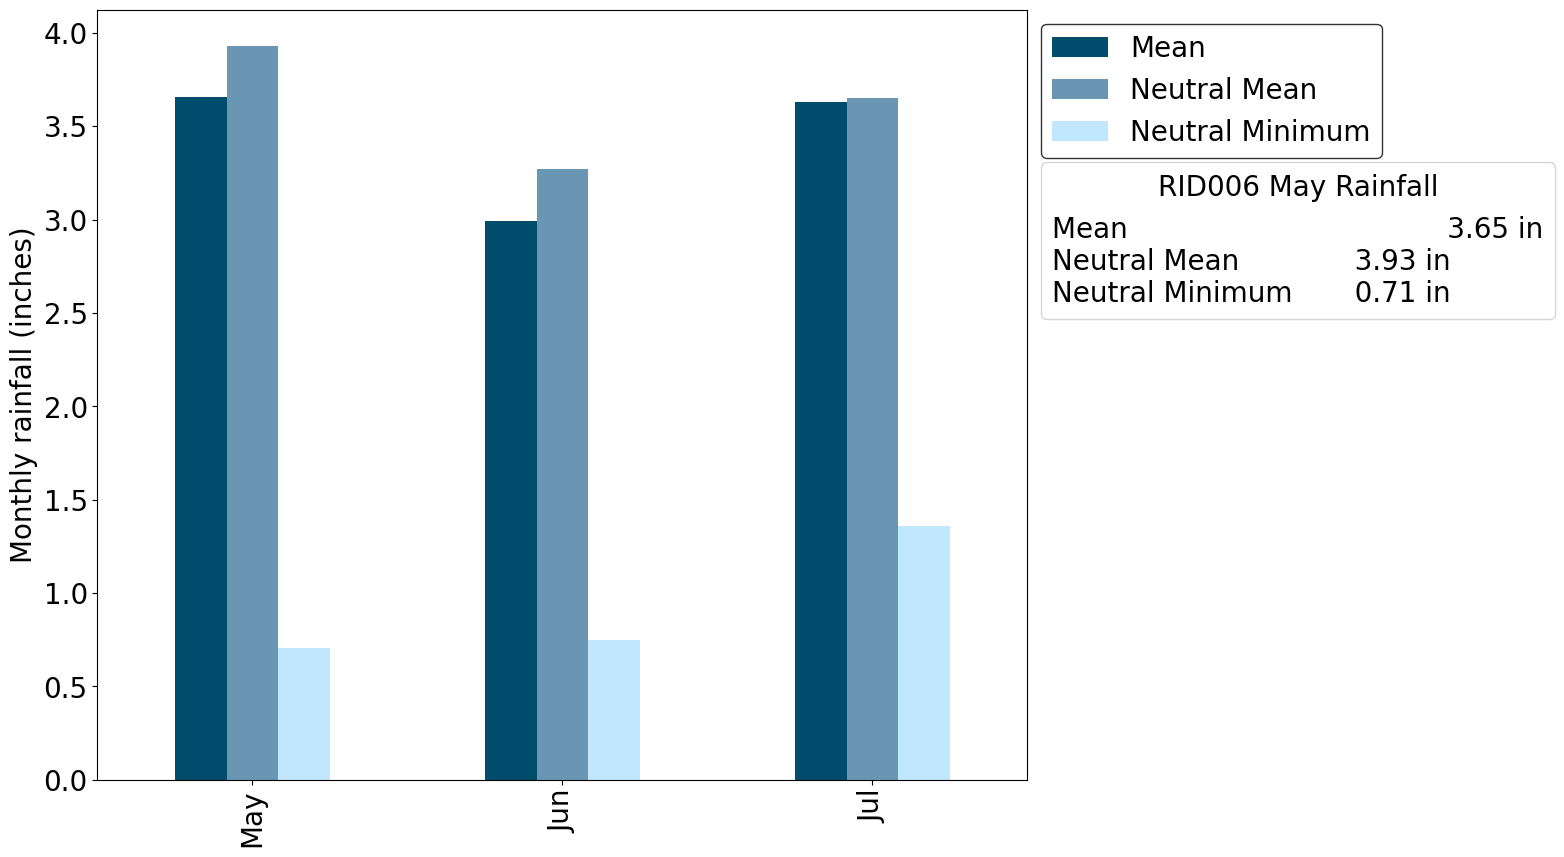 4.0
3.5
3.0
2.5
2.0
1.5
1.0
0.5
0.0
Monthly rainfall (inches)
May
Jun
Jul
Mean
Neutral Mean
Neutral Minimum
RID006 May Rainfall
Mean 3.65 in
Neutral Mean 3.93 in
Neutral Minimum 0.71 in